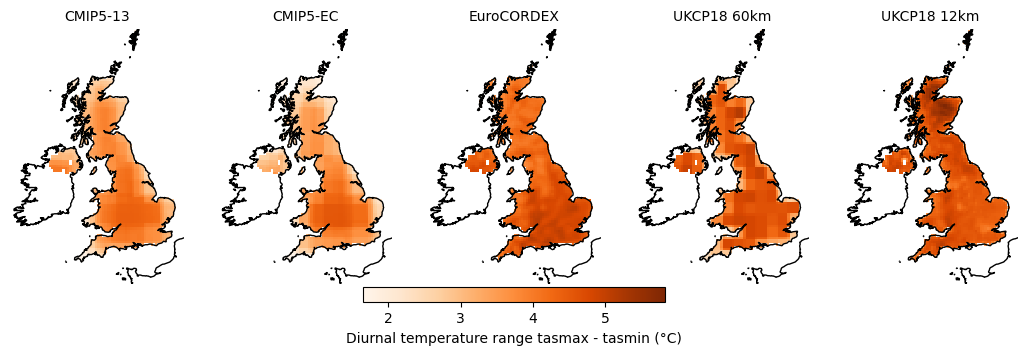 CMIP5-13
CMIP5-EC
EuroCORDEX
UKCP18 60km
UKCP18 12km
2 3 4 5
Diurnal temperature range tasmax - tasmin (°C)